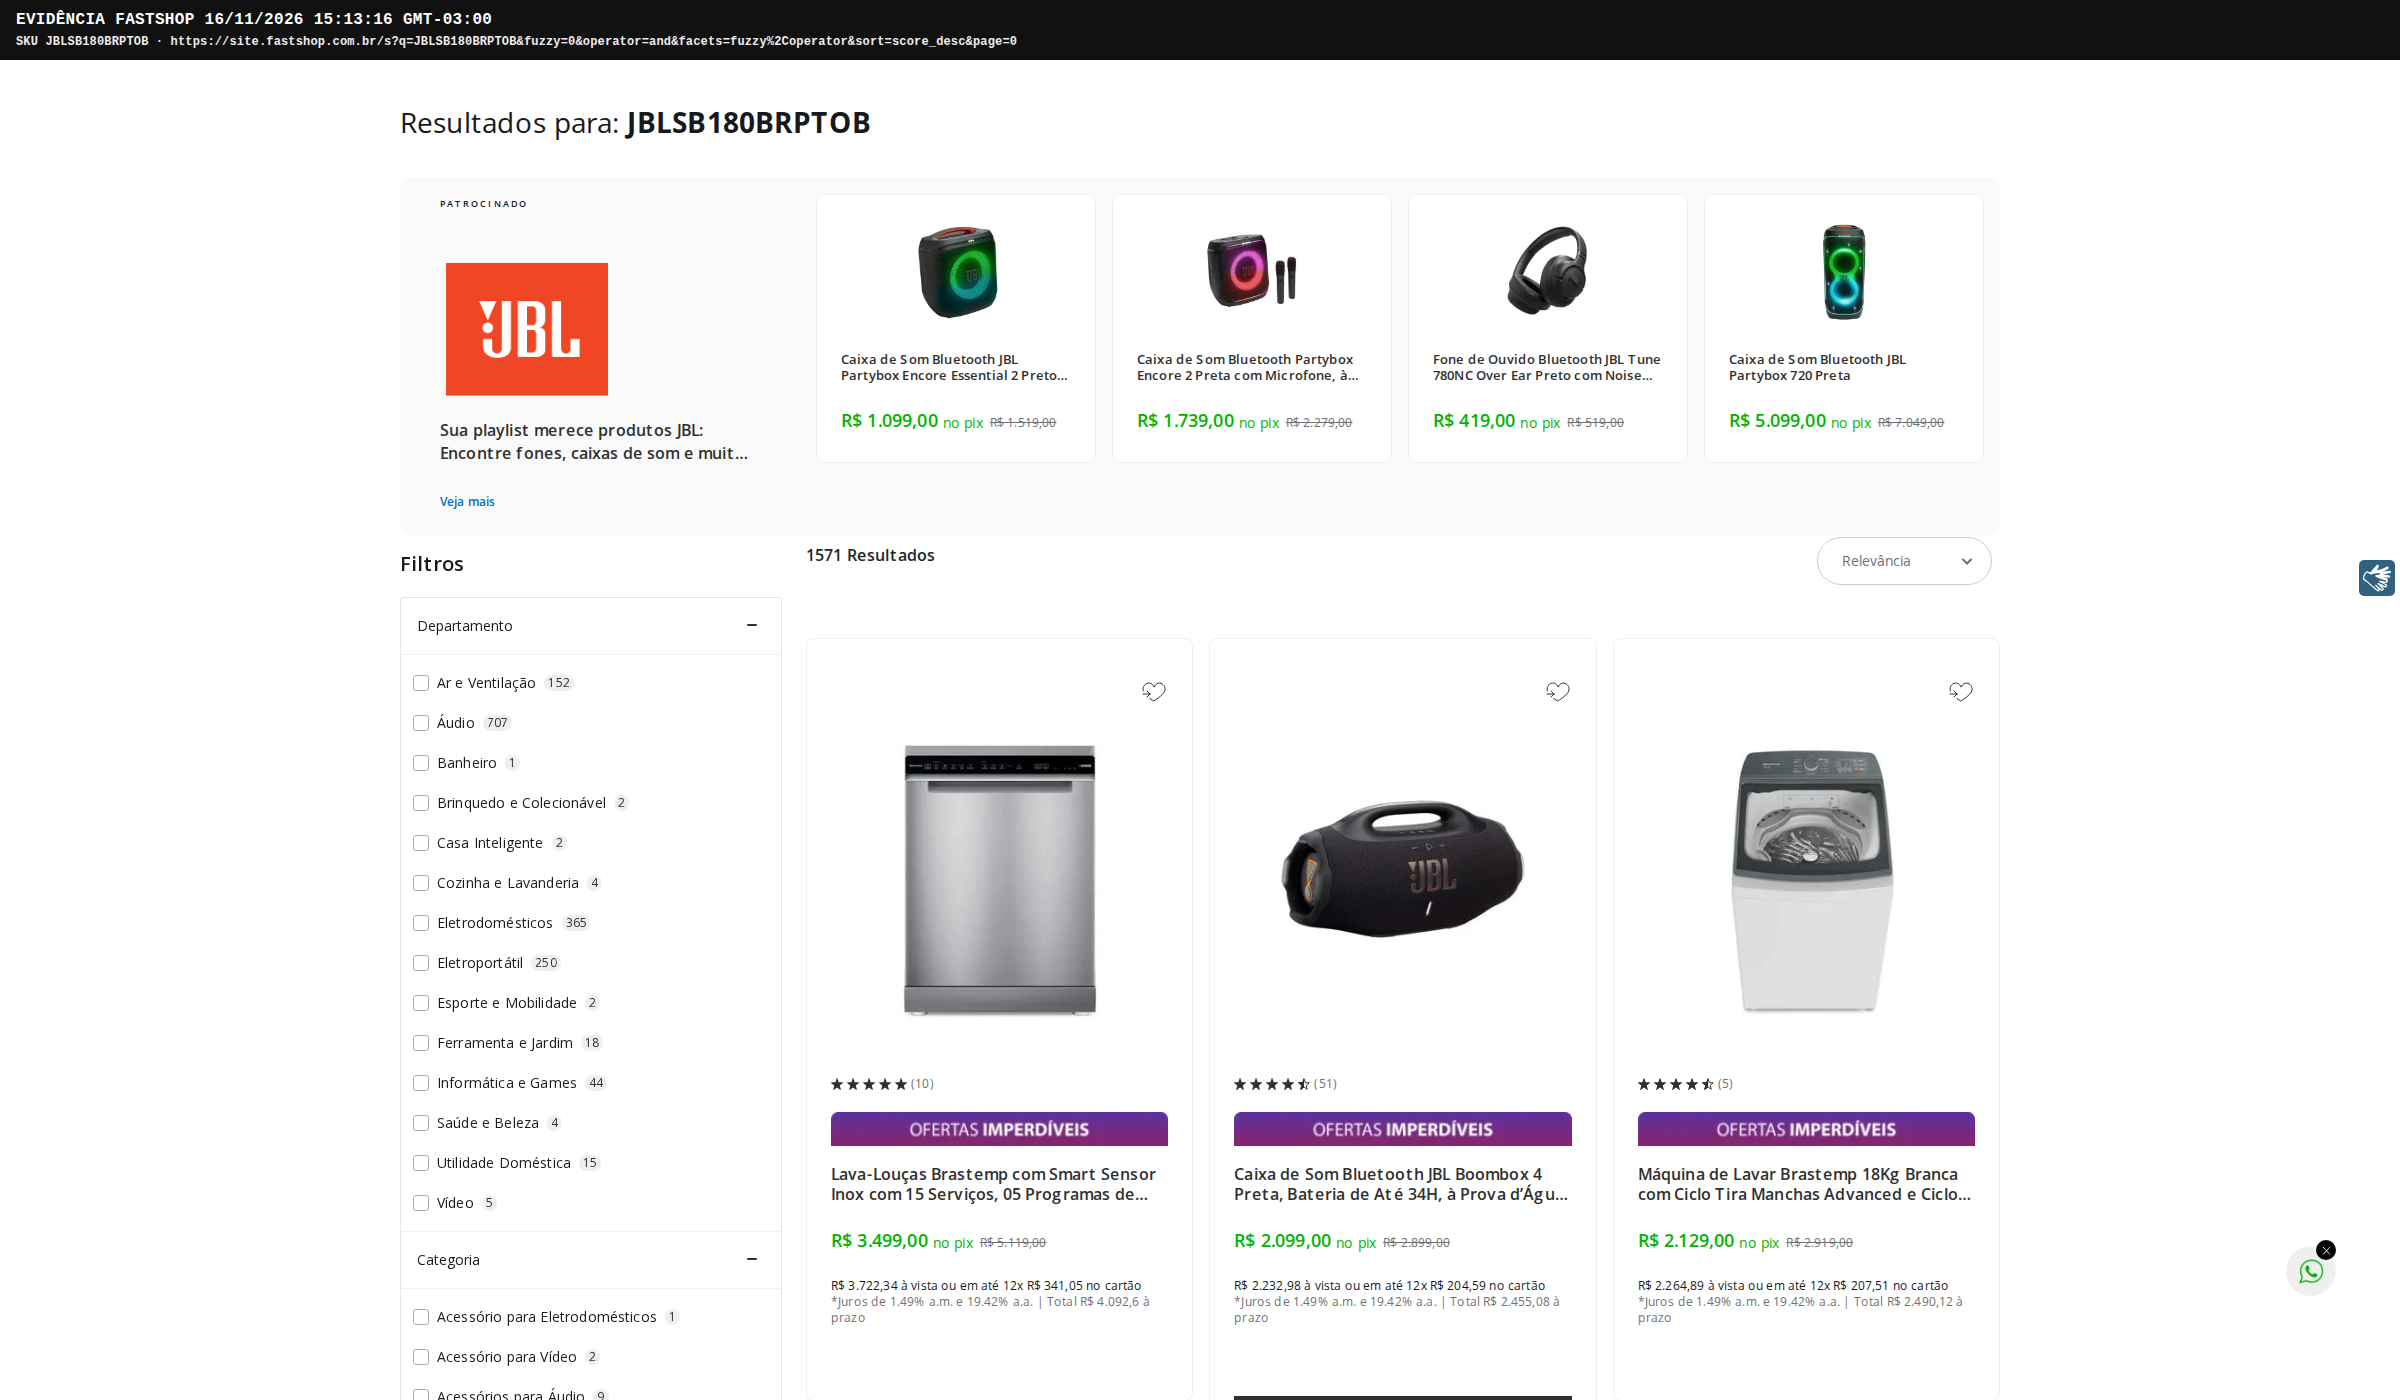 EVIDÊNCIA FASTSHOP 16/11/2026 15:13:16 GMT-03:00
SKU JBLSB180BRPTOB · https://site.fastshop.com.br/s?q=JBLSB180BRPTOB&fuzzy=0&operator=and&facets=fuzzy%2Coperator&sort=score_desc&page=0
Resultados para: JBLSB180BRPTOB
PATROCINADO
JBL
Sua playlist merece produtos JBL:
Encontre fones, caixas de som e muit...
Veja mais
Caixa de Som Bluetooth JBL
Partybox Encore Essential 2 Preto...
R$ 1.099,00 no pix R$ 1.519,00
Caixa de Som Bluetooth Partybox
Encore 2 Preta com Microfone, à...
R$ 1.739,00 no pix R$ 2.279,00
Fone de Ouvido Bluetooth JBL Tune
780NC Over Ear Preto com Noise...
R$ 419,00 no pix R$ 519,00
Caixa de Som Bluetooth JBL
Partybox 720 Preta
R$ 5.099,00 no pix R$ 7.049,00
Filtros
Departamento
Ar e Ventilação 152
Áudio 707
Banheiro 1
Brinquedo e Colecionável 2
Casa Inteligente 2
Cozinha e Lavanderia 4
Eletrodomésticos 365
Eletroportátil 250
Esporte e Mobilidade 2
Ferramenta e Jardim 18
Informática e Games 44
Saúde e Beleza 4
Utilidade Doméstica 15
Vídeo 5
Categoria
Acessório para Eletrodomésticos 1
Acessório para Vídeo 2
Acessórios para Áudio 9
1571 Resultados
Relevância
(10)
OFERTAS IMPERDÍVEIS
Lava-Louças Brastemp com Smart Sensor
Inox com 15 Serviços, 05 Programas de...
R$ 3.499,00 no pix R$ 5.119,00
R$ 3.722,34 à vista ou em até 12x R$ 341,05 no cartão
*Juros de 1.49% a.m. e 19.42% a.a. | Total R$ 4.092,6 à
prazo
JBL
(51)
OFERTAS IMPERDÍVEIS
Caixa de Som Bluetooth JBL Boombox 4
Preta, Bateria de Até 34H, à Prova d’Águ...
R$ 2.099,00 no pix R$ 2.899,00
R$ 2.232,98 à vista ou em até 12x R$ 204,59 no cartão
*Juros de 1.49% a.m. e 19.42% a.a. | Total R$ 2.455,08 à
prazo
(5)
OFERTAS IMPERDÍVEIS
Máquina de Lavar Brastemp 18Kg Branca
com Ciclo Tira Manchas Advanced e Ciclo...
R$ 2.129,00 no pix R$ 2.919,00
R$ 2.264,89 à vista ou em até 12x R$ 207,51 no cartão
*Juros de 1.49% a.m. e 19.42% a.a. | Total R$ 2.490,12 à
prazo